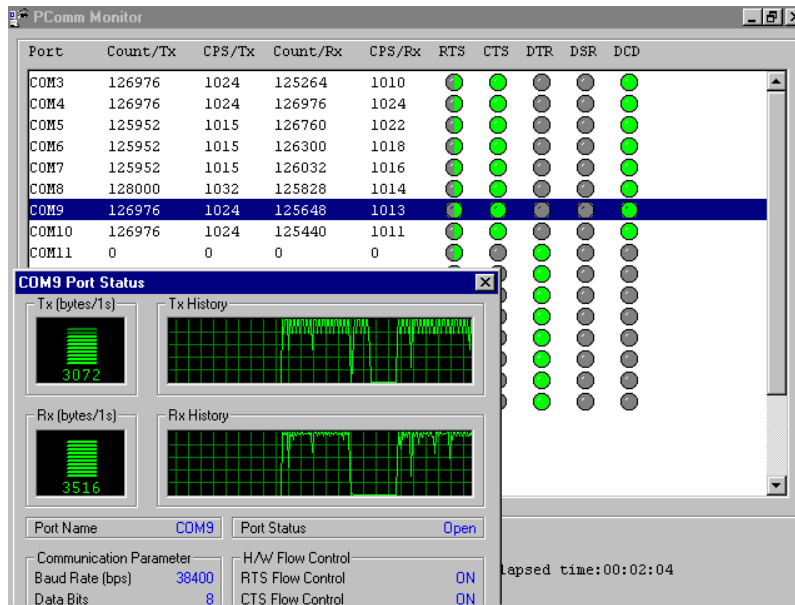 PComm Monitor
Port Count/Tx CPS/Tx Count/Rx CPS/Rx RTS CTS DTR DSR DCD
COM3 126976 1024 125264 1010
COM4 126976 1024 126976 1024
COM5 125952 1015 126760 1022
COM6 125952 1015 126300 1018
COM7 125952 1015 126032 1016
COM8 128000 1032 125828 1014
COM9 126976 1024 125648 1013
COM10 126976 1024 125440 1011
COM11 0 0 0 0
COM9 Port Status
Tx (bytes/1s) Tx History
3072
Rx (bytes/1s) Rx History
3516
Port Name COM9 Port Status Open
Communication Parameter H/W Flow Control
Baud Rate (bps) 38400 RTS Flow Control ON
Data Bits 8 CTS Flow Control ON
time:00:02:04